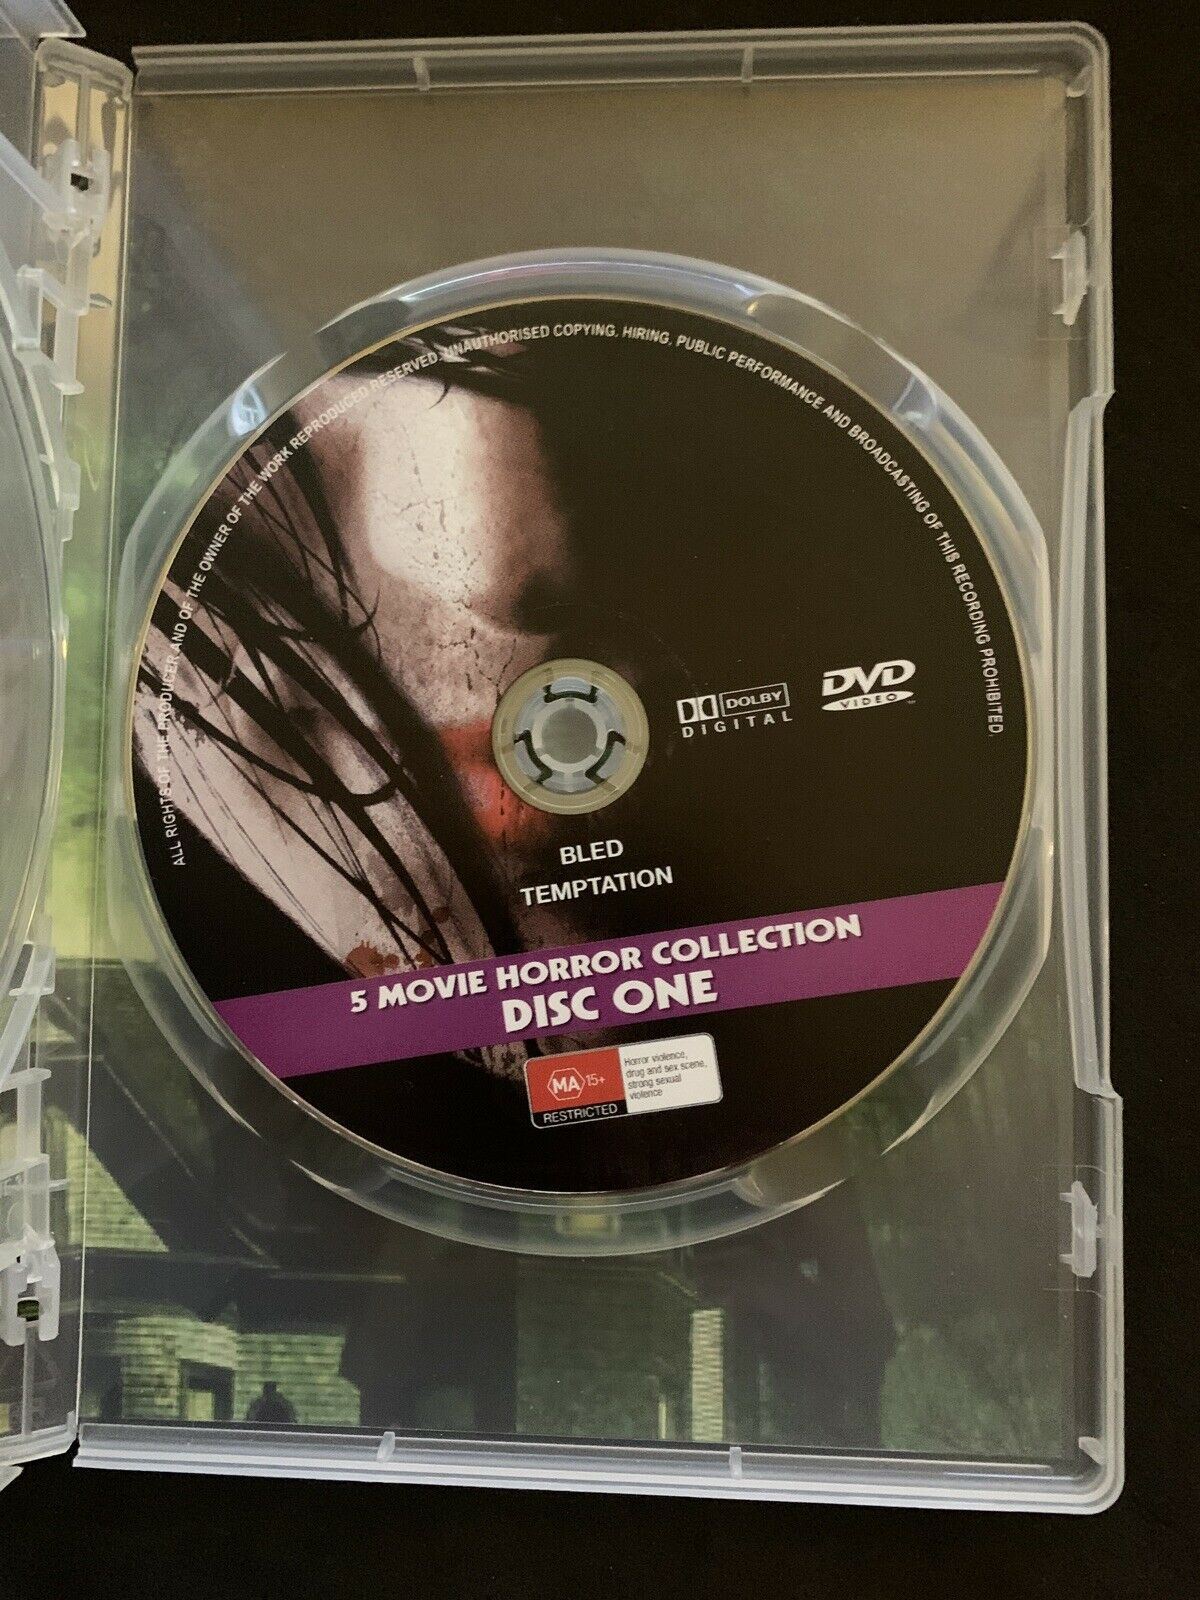 ALL RIGHTS OF THE PRODUCER AND OF THE OWNER OF THE WORK REPRODUCED RESERVED. UNAUTHORISED COPYING, HIRING, PUBLIC PERFORMANCE AND BROADCASTING OF THIS RECORDING PROHIBITED.
DOLBY
DIGITAL
DVD
VIDEO
BLED
TEMPTATION
5 MOVIE HORROR COLLECTION
DISC ONE
MA 15+
RESTRICTED
Horror violence,
drug and sex scene,
strong sexual
violence